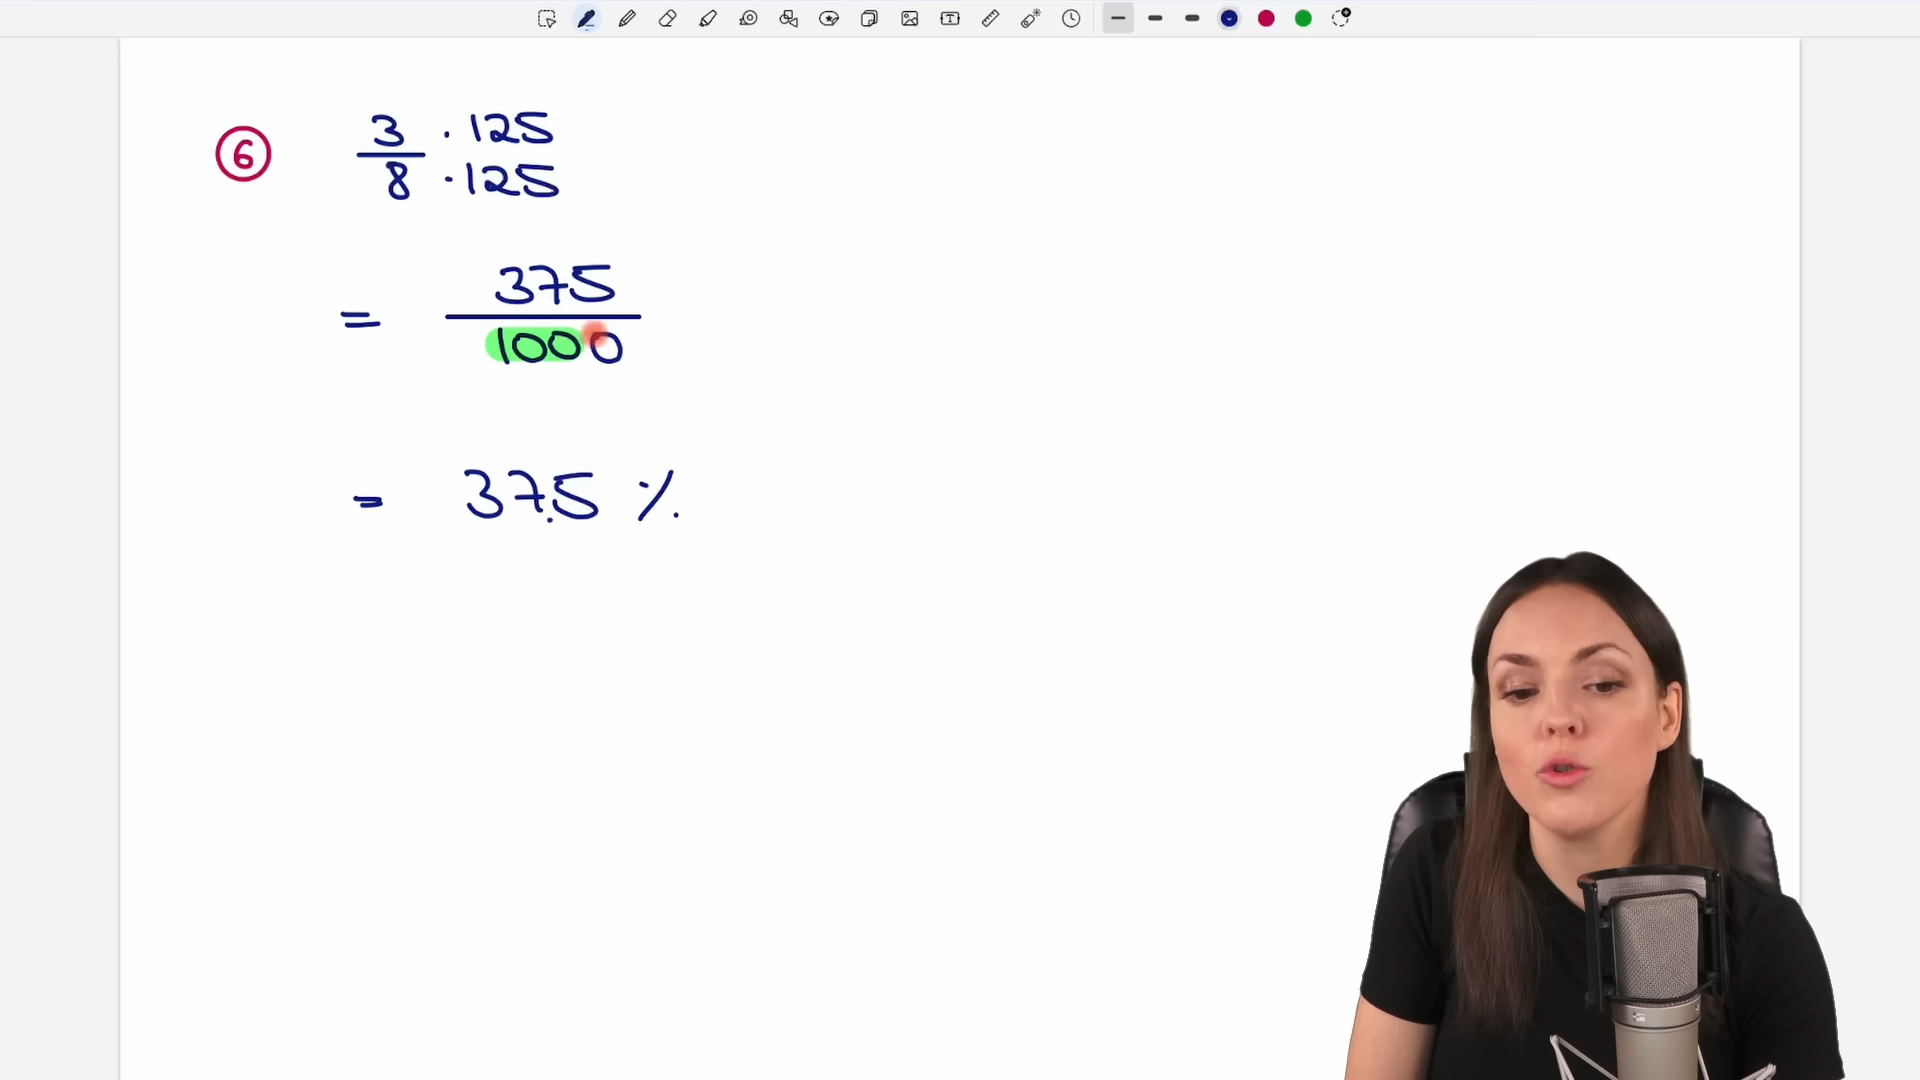 6
3 · 125
8 · 125
= 375
1000
= 37.5 %